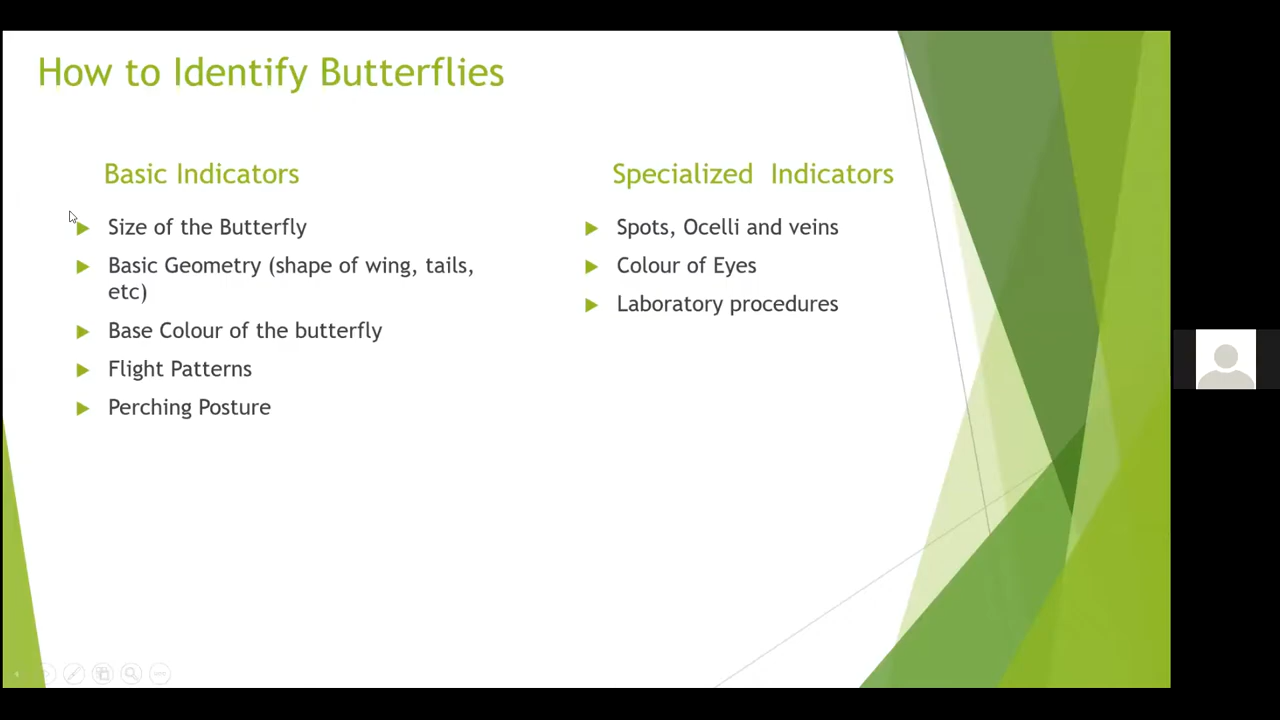 How to Identify Butterflies
Basic Indicators
Size of the Butterfly
Basic Geometry (shape of wing, tails,
etc)
Base Colour of the butterfly
Flight Patterns
Perching Posture
Specialized Indicators
Spots, Ocelli and veins
Colour of Eyes
Laboratory procedures